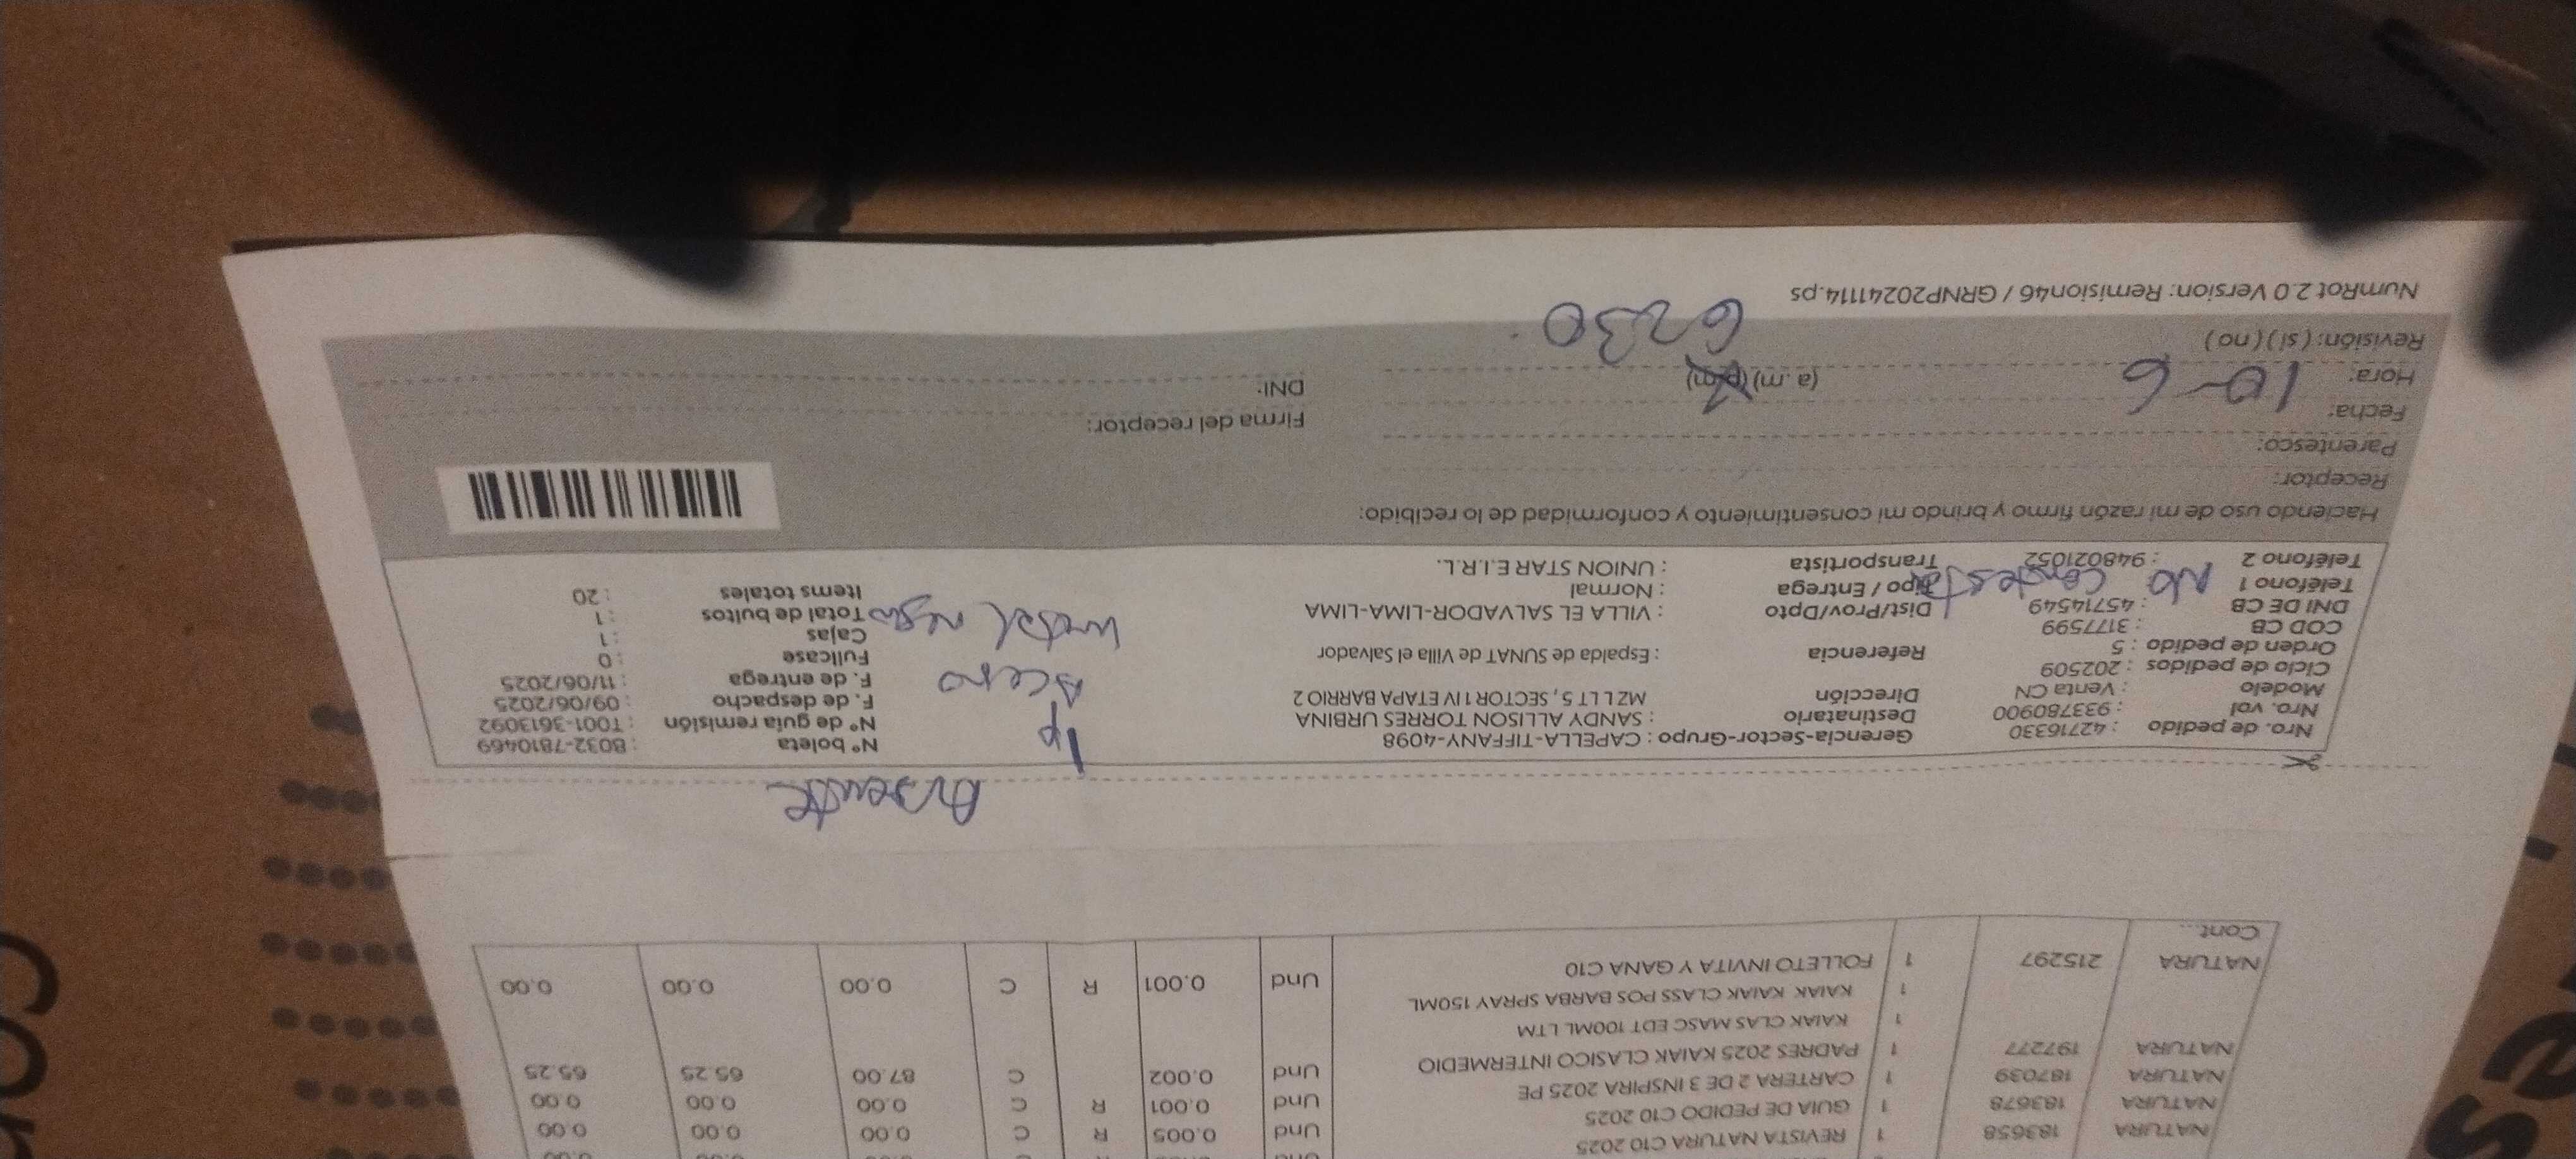 NATURA 183658 1 REVISTA NATURA C10 2025 Und 0.005 R C 0.00 0.00 0.00
NATURA 183678 1 GUIA DE PEDIDO C10 2025 Und 0.001 R C 0.00 0.00 0.00
NATURA 187039 1 CARTERA 2 DE 3 INSPIRA 2025 PE
NATURA 197277 1 PADRES 2025 KAIAK CLASICO INTERMEDIO Und 0.002 C 87.00 65.25 65.25
1 KAIAK CLAS MASC EDT 100ML LTM
1 KAIAK KAIAK CLASS POS BARBA SPRAY 150ML
NATURA 215297 1 FOLLETO INVITA Y GANA C10 Und 0.001 R C 0.00 0.00 0.00
Cont...
Ausente
Nro. de pedido : 42716330 Gerencia-Sector-Grupo : CAPELLA-TIFFANY-4098 Nº boleta : B032-7810469
Nro. vol : 933780900 Destinatario : SANDY ALLISON TORRES URBINA 1p Nº de guía remisión : T001-3613092
Modelo : Venta CN Dirección MZ L LT 5, SECTOR 1 IV ETAPA BARRIO 2 F. de despacho : 09/06/2025
Ciclo de pedidos : 202509 Acero F. de entrega : 11/06/2025
Orden de pedido : 5 Referencia : Espalda de SUNAT de Villa el Salvador Fullcase : 0
COD CB : 3177599 Cajas : 1
DNI DE CB : 45714549 Dist/Prov/Dpto : VILLA EL SALVADOR-LIMA-LIMA negro Total de bultos : 1
Teléfono 1 No contesta Tipo / Entrega : Normal Items totales : 20
Teléfono 2 : 948021052 Transportista : UNION STAR E.I.R.L.
Haciendo uso de mi razón firmo y brindo mi consentimiento y conformidad de lo recibido:
Receptor:
Parentesco:
Fecha: 10-6 Firma del receptor:
Hora: (a.m) (p.m) DNI:
Revisión: (si) (no) 6230
NumRot 2.0 Version: Remision46 / GRNP20241114.ps